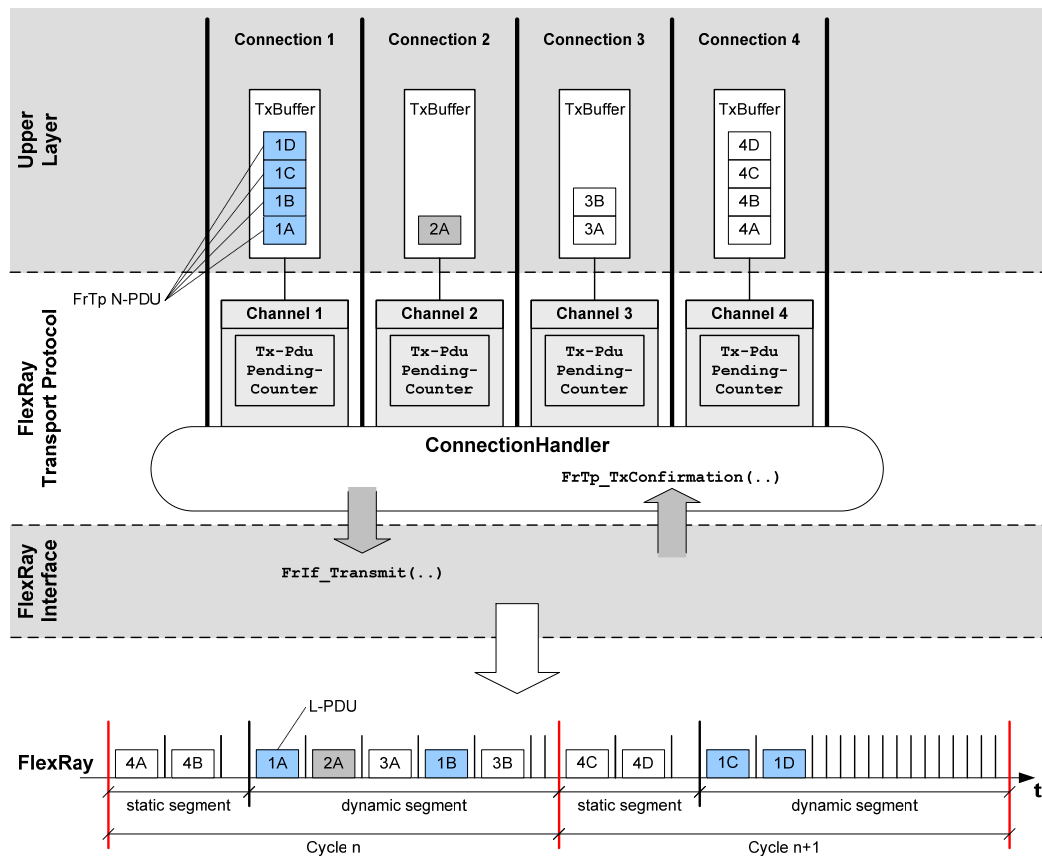 Connection 1
Connection 2
Connection 3
Connection 4
Upper
Layer
TxBuffer
TxBuffer
TxBuffer
TxBuffer
1D
1C
1B
1A
2A
3B
3A
4D
4C
4B
4A
FrTp N-PDU
FlexRay
Transport Protocol
Channel 1
Channel 2
Channel 3
Channel 4
Tx-Pdu
Pending-
Counter
Tx-Pdu
Pending-
Counter
Tx-Pdu
Pending-
Counter
Tx-Pdu
Pending-
Counter
ConnectionHandler
FrTp_TxConfirmation(..)
FlexRay
Interface
FrIf_Transmit(..)
L-PDU
FlexRay
4A
4B
1A
2A
3A
1B
3B
4C
4D
1C
1D
t
static segment
dynamic segment
static segment
dynamic segment
Cycle n
Cycle n+1